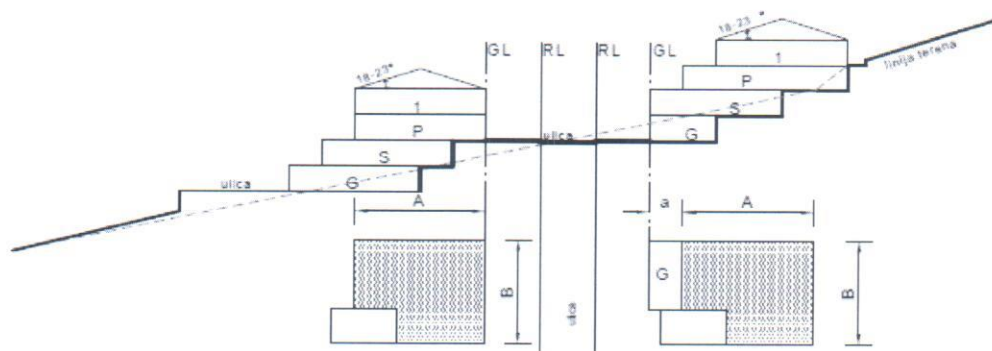 18-23°
GL RL RL GL
1
P
S
G
linija terena
18-23°
1
P
S
G
ulica
ulica
A
a
A
B
G
B
ulica